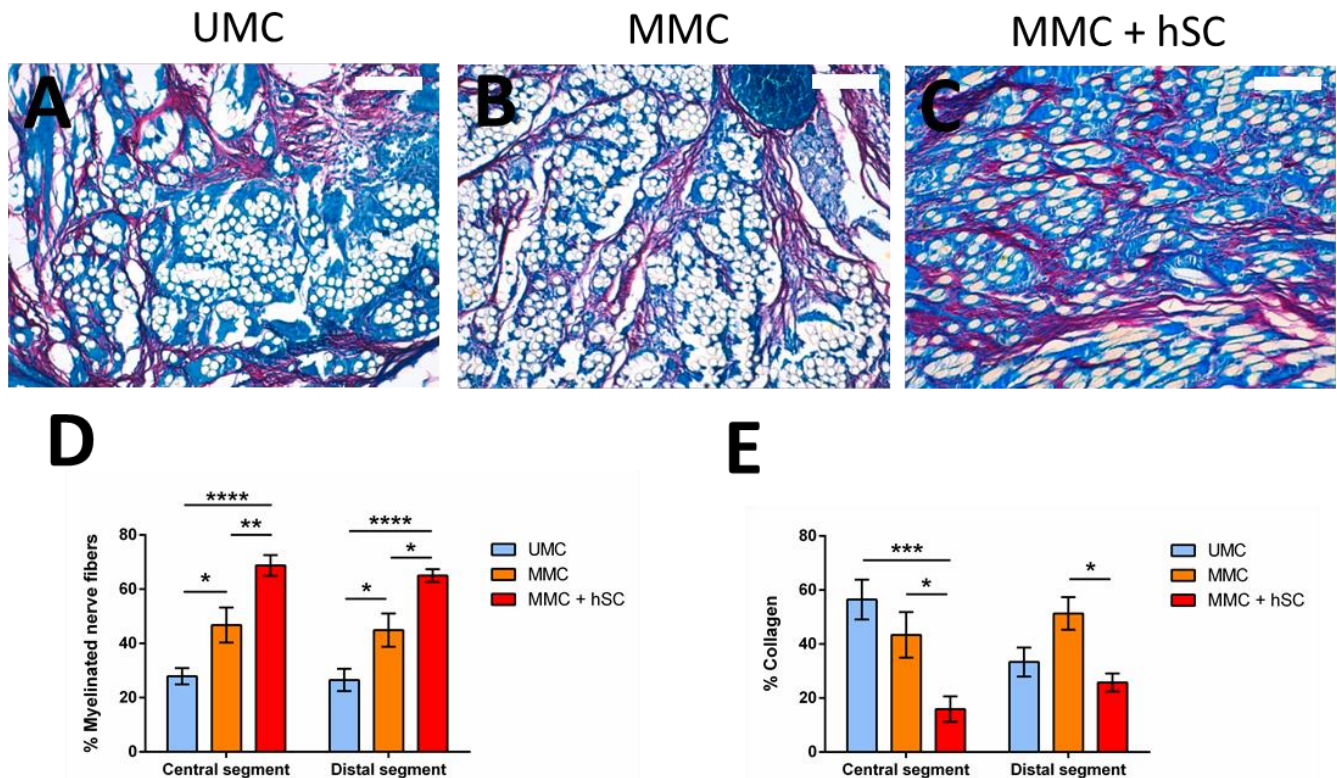 UMC
MMC
MMC + hSC
A
B
C
D
E
% Myelinated nerve fibers
80
60
40
20
0
****
**
*
****
*
*
Central segment
Distal segment
UMC
MMC
MMC + hSC
% Collagen
80
60
40
20
0
***
*
*
Central segment
Distal segment
UMC
MMC
MMC + hSC